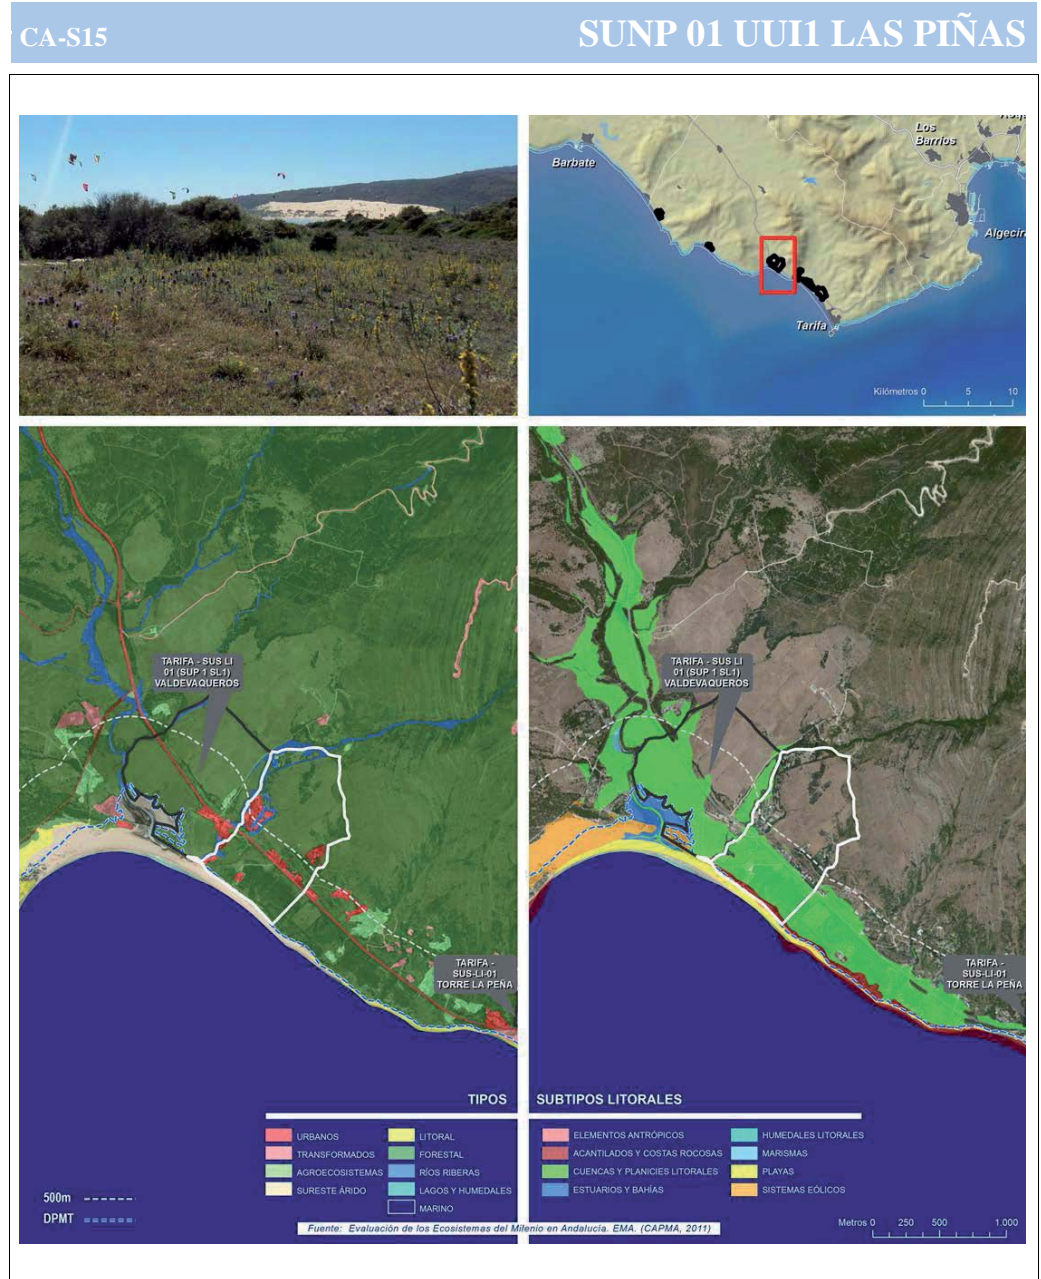 CA-S15
SUNP 01 UUI1 LAS PIÑAS
Los
Barrios
Barbate
Tarifa
Kilómetros 0 5 10
TARIFA - SUS LI
01 (SUP 1 SL1)
VALDEVAQUEROS
TARIFA -
SUS-LI-01
TORRE LA PEÑA
TARIFA - SUS LI
01 (SUP 1 SL1)
VALDEVAQUEROS
TARIFA -
SUS-LI-01
TORRE LA PEÑA
TIPOS
URBANOS
TRANSFORMADOS
AGROECOSISTEMAS
SURESTE ÁRIDO
LITORAL
FORESTAL
RÍOS RIBERAS
LAGOS Y HUMEDALES
MARINO
SUBTIPOS LITORALES
ELEMENTOS ANTRÓPICOS
ACANTILADOS Y COSTAS ROCOSAS
CUENCAS Y PLANICIES LITORALES
ESTUARIOS Y BAHÍAS
HUMEDALES LITORALES
MARISMAS
PLAYAS
SISTEMAS EÓLICOS
500m
DPMT
Fuente: Evaluación de los Ecosistemas del Milenio en Andalucía. EMA. (CAPMA, 2011)
Metros 0 250 500 1.000